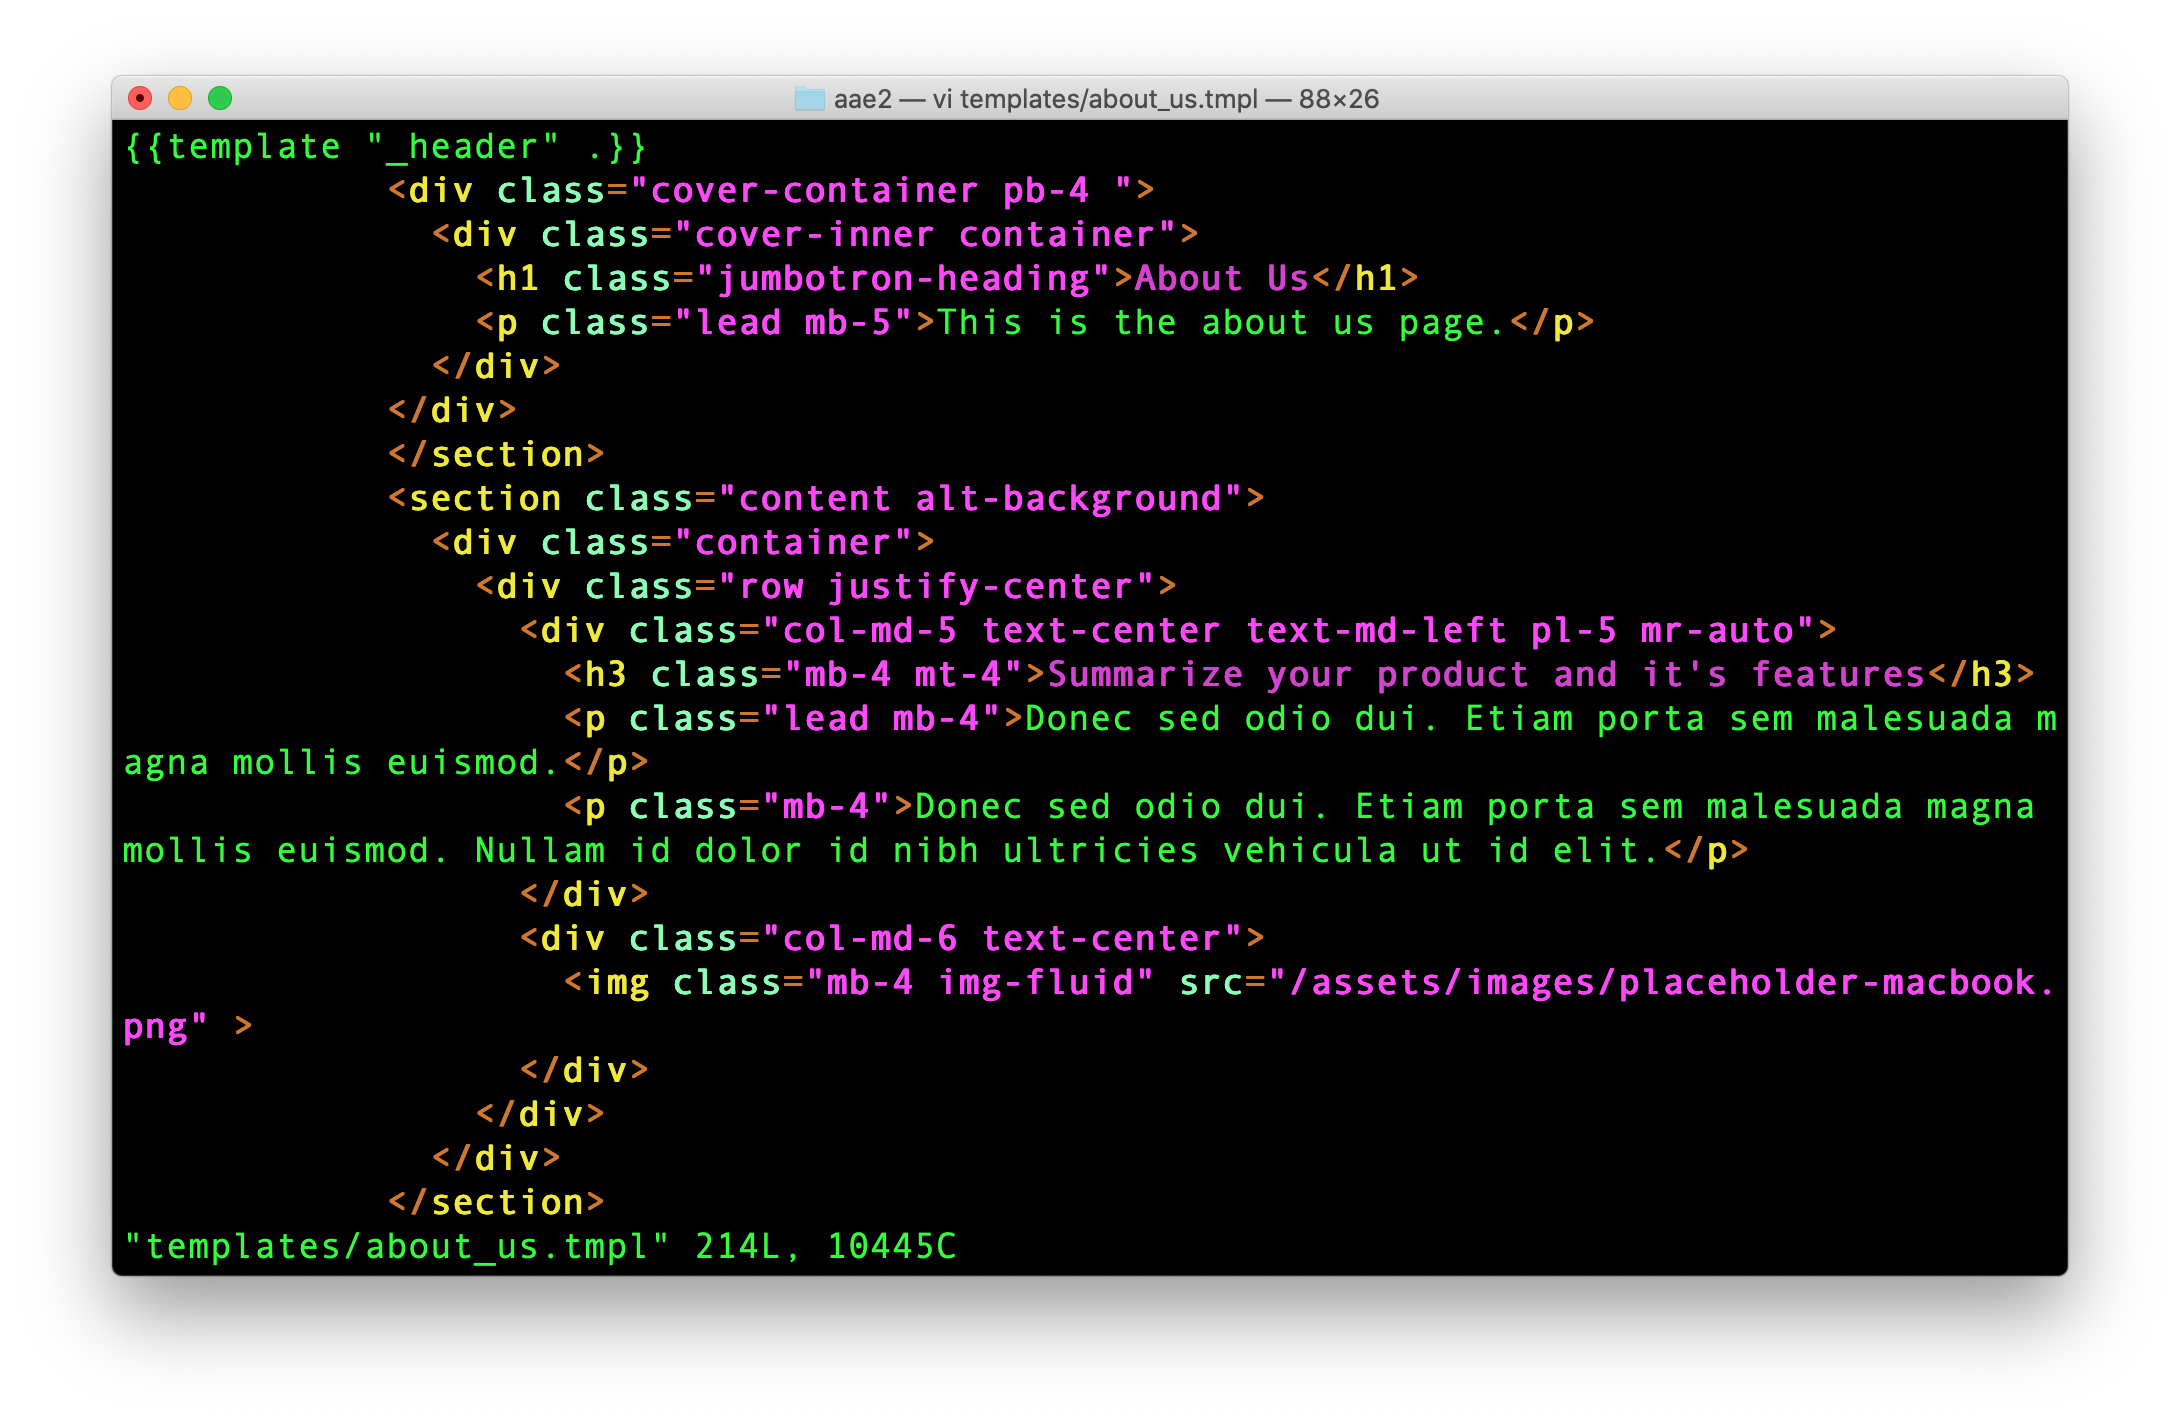 aae2 — vi templates/about_us.tmpl — 88×26
{{template "_header" .}}
            <div class="cover-container pb-4 ">
              <div class="cover-inner container">
                <h1 class="jumbotron-heading">About Us</h1>
                <p class="lead mb-5">This is the about us page.</p>
              </div>
            </div>
            </section>
            <section class="content alt-background">
              <div class="container">
                <div class="row justify-center">
                  <div class="col-md-5 text-center text-md-left pl-5 mr-auto">
                    <h3 class="mb-4 mt-4">Summarize your product and it's features</h3>
                    <p class="lead mb-4">Donec sed odio dui. Etiam porta sem malesuada m
agna mollis euismod.</p>
                    <p class="mb-4">Donec sed odio dui. Etiam porta sem malesuada magna
mollis euismod. Nullam id dolor id nibh ultricies vehicula ut id elit.</p>
                  </div>
                  <div class="col-md-6 text-center">
                    <img class="mb-4 img-fluid" src="/assets/images/placeholder-macbook.
png" >
                  </div>
                </div>
              </div>
            </section>
"templates/about_us.tmpl" 214L, 10445C